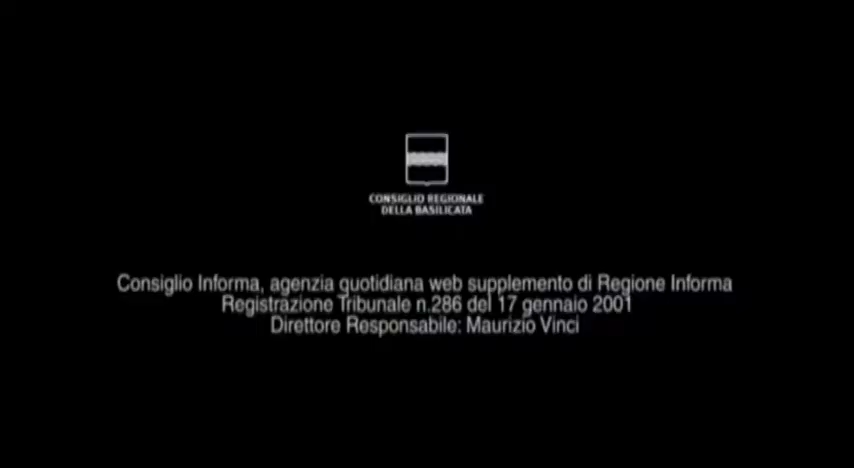 CONSIGLIO REGIONALE
DELLA BASILICATA
Consiglio Informa, agenzia quotidiana web supplemento di Regione Informa
Registrazione Tribunale n.286 del 17 gennaio 2001
Direttore Responsabile: Maurizio Vinci